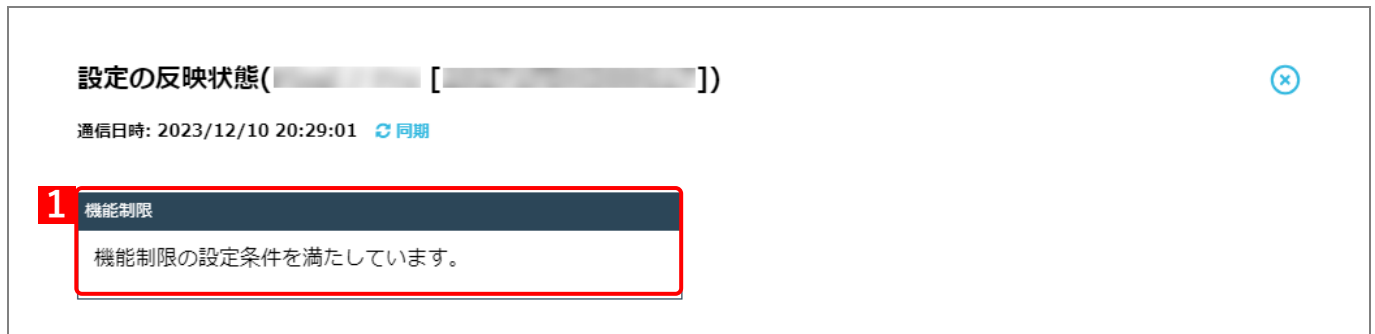 設定の反映状態( [ ])
通信日時: 2023/12/10 20:29:01 同期
1
機能制限
機能制限の設定条件を満たしています。